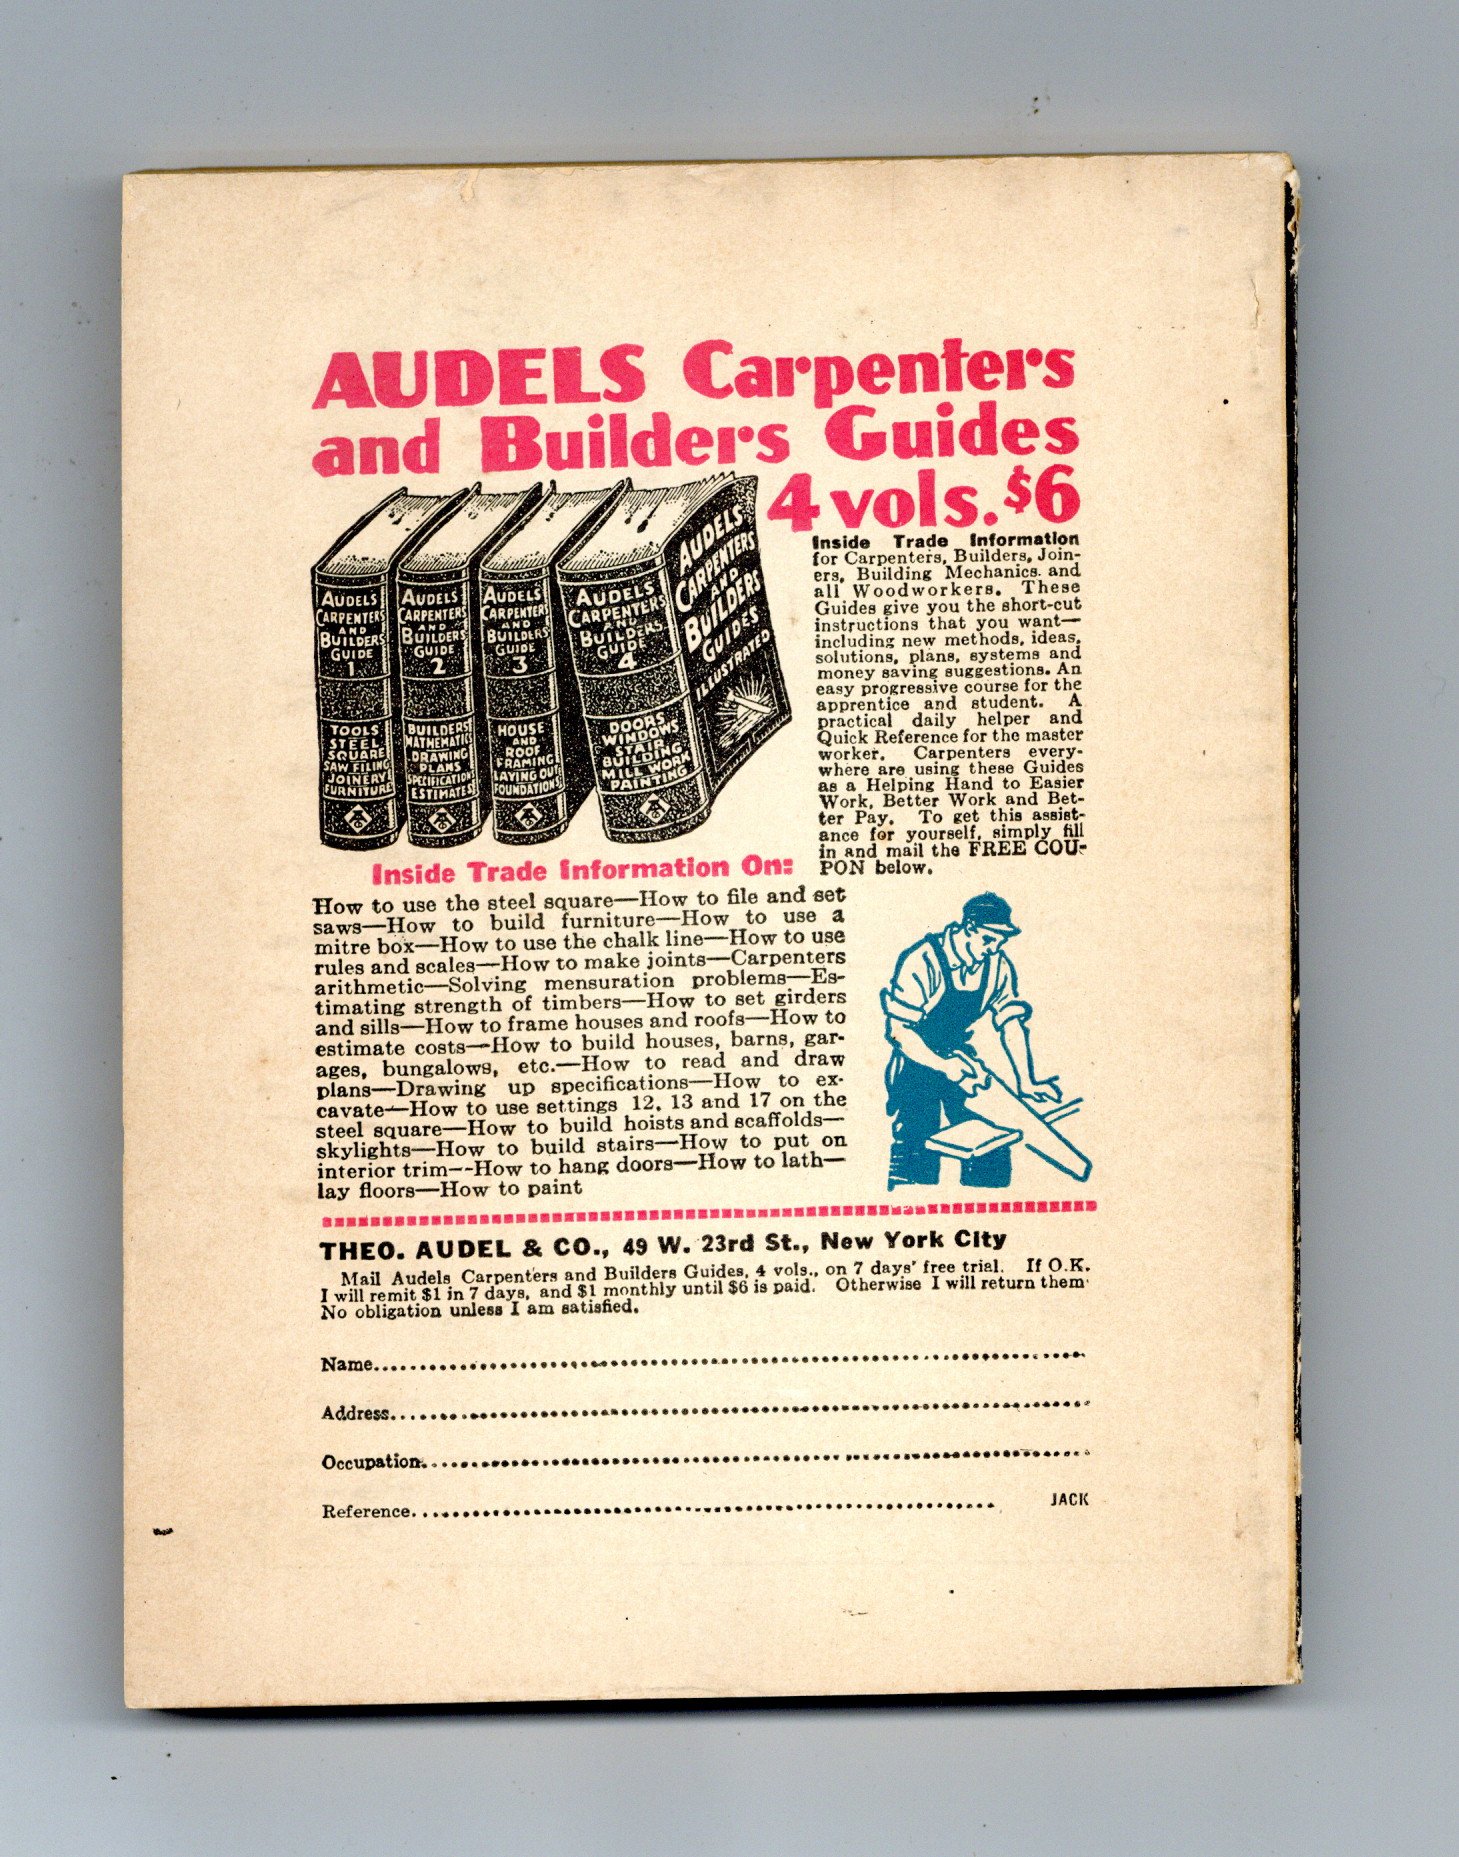 AUDELS Carpenters
and Builders Guides
4 vols. $6
AUDELS
CARPENTERS
AND
BUILDERS
GUIDE
1
TOOLS
STEEL
SQUARE
SAW FILING
JOINERY
FURNITURE
AUDELS
CARPENTERS
AND
BUILDERS
GUIDE
2
BUILDERS
MATHEMATICS
DRAWING
PLANS
SPECIFICATIONS
ESTIMATES
AUDELS
CARPENTERS
AND
BUILDERS
GUIDE
3
HOUSE
AND
ROOF
FRAMING
LAYING OUT
FOUNDATIONS
AUDELS
CARPENTERS
AND
BUILDERS
GUIDE
4
DOORS
WINDOWS
STAIR
BUILDING
MILL WORK
PAINTING
AUDELS
CARPENTERS
AND
BUILDERS
GUIDES
ILLUSTRATED
Inside Trade Information
for Carpenters, Builders, Join-
ers, Building Mechanics and
all Woodworkers. These
Guides give you the short-cut
instructions that you want—
including new methods, ideas,
solutions, plans, systems and
money saving suggestions. An
easy progressive course for the
apprentice and student. A
practical daily helper and
Quick Reference for the master
worker. Carpenters every-
where are using these Guides
as a Helping Hand to Easier
Work, Better Work and Bet-
ter Pay. To get this assist-
ance for yourself, simply fill
in and mail the FREE COU-
PON below.
Inside Trade Information On:
How to use the steel square—How to file and set
saws—How to build furniture—How to use a
mitre box—How to use the chalk line—How to use
rules and scales—How to make joints—Carpenters
arithmetic—Solving mensuration problems—Es-
timating strength of timbers—How to set girders
and sills—How to frame houses and roofs—How to
estimate costs—How to build houses, barns, gar-
ages, bungalows, etc.—How to read and draw
plans—Drawing up specifications—How to ex-
cavate—How to use settings 12, 13 and 17 on the
steel square—How to build hoists and scaffolds—
skylights—How to build stairs—How to put on
interior trim—How to hang doors—How to lath—
lay floors—How to paint
THEO. AUDEL & CO., 49 W. 23rd St., New York City
Mail Audels Carpenters and Builders Guides, 4 vols., on 7 days' free trial. If O.K.
I will remit $1 in 7 days, and $1 monthly until $6 is paid. Otherwise I will return them
No obligation unless I am satisfied.
Name
Address
Occupation
Reference
JACK